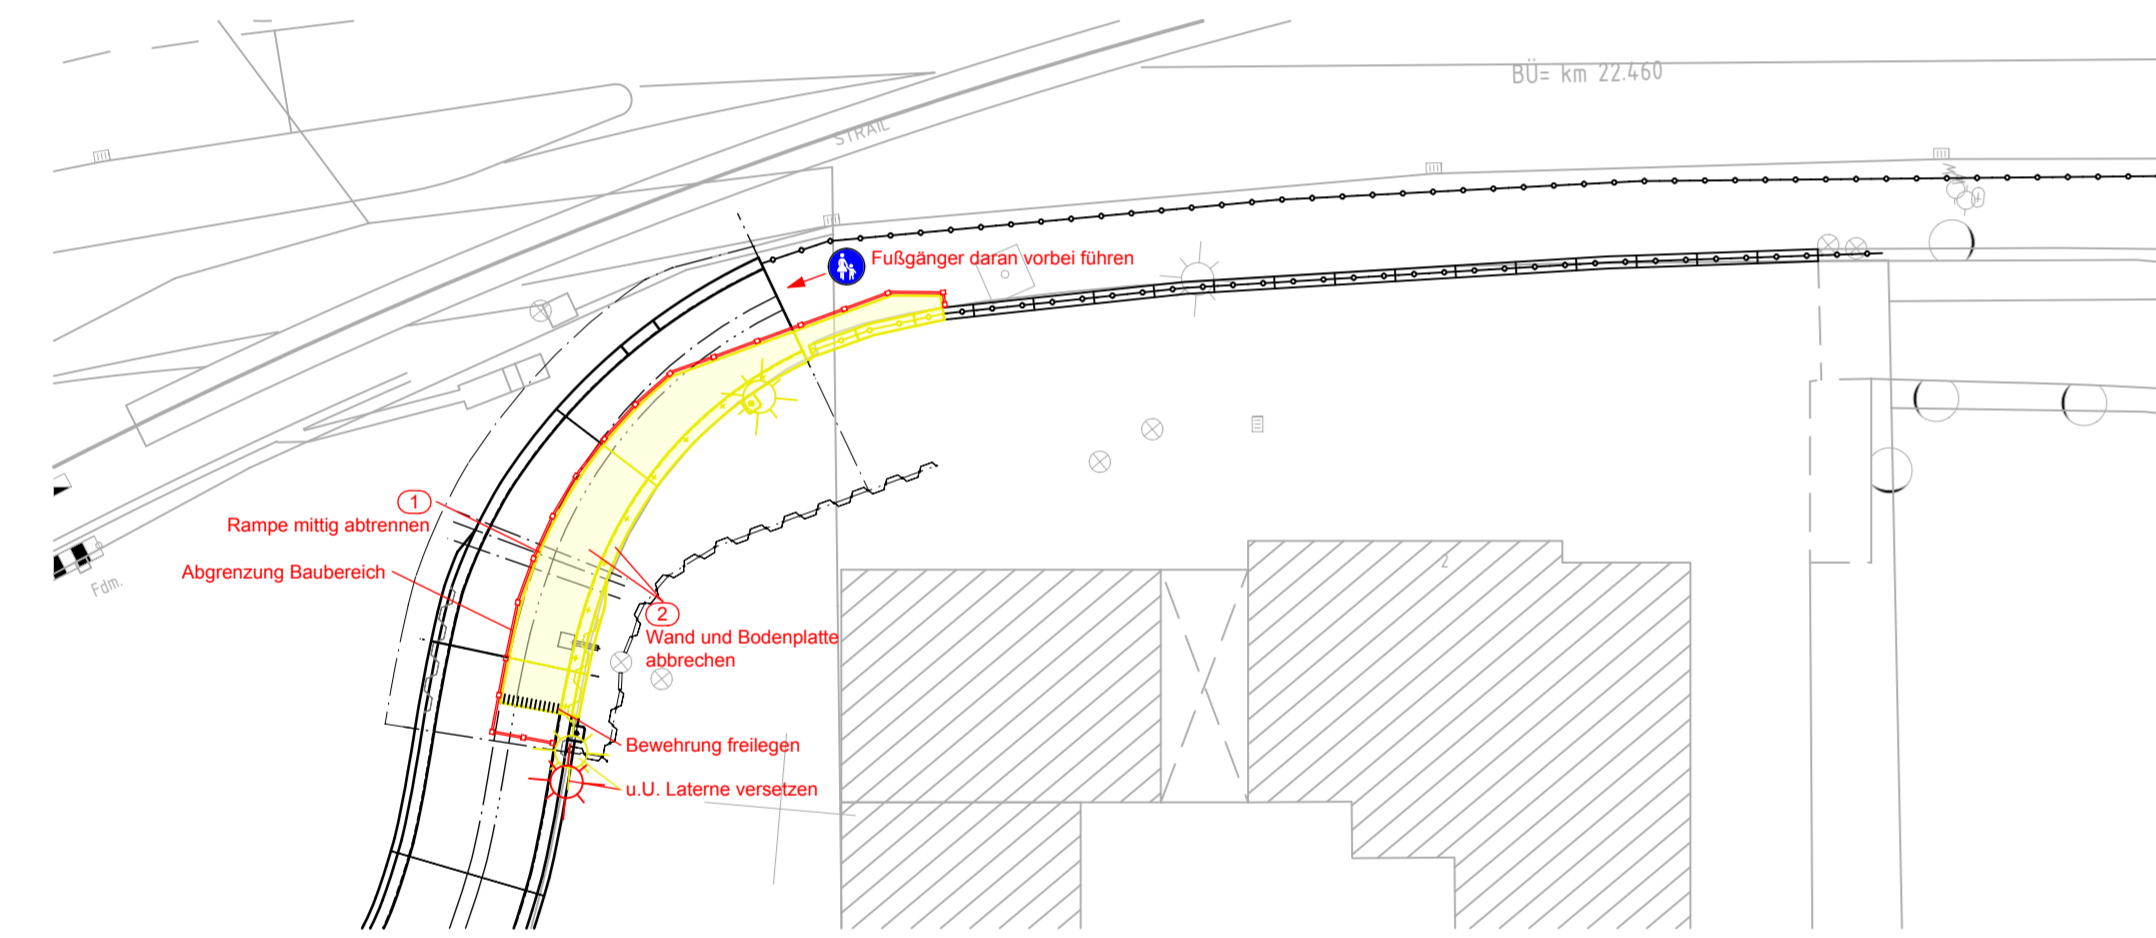 BÜ= km 22.460
STRAIL
Fußgänger daran vorbei führen
1
Rampe mittig abtrennen
Abgrenzung Baubereich
Fdm.
2
2
Wand und Bodenplatte
abbrechen
Bewehrung freilegen
u.U. Laterne versetzen